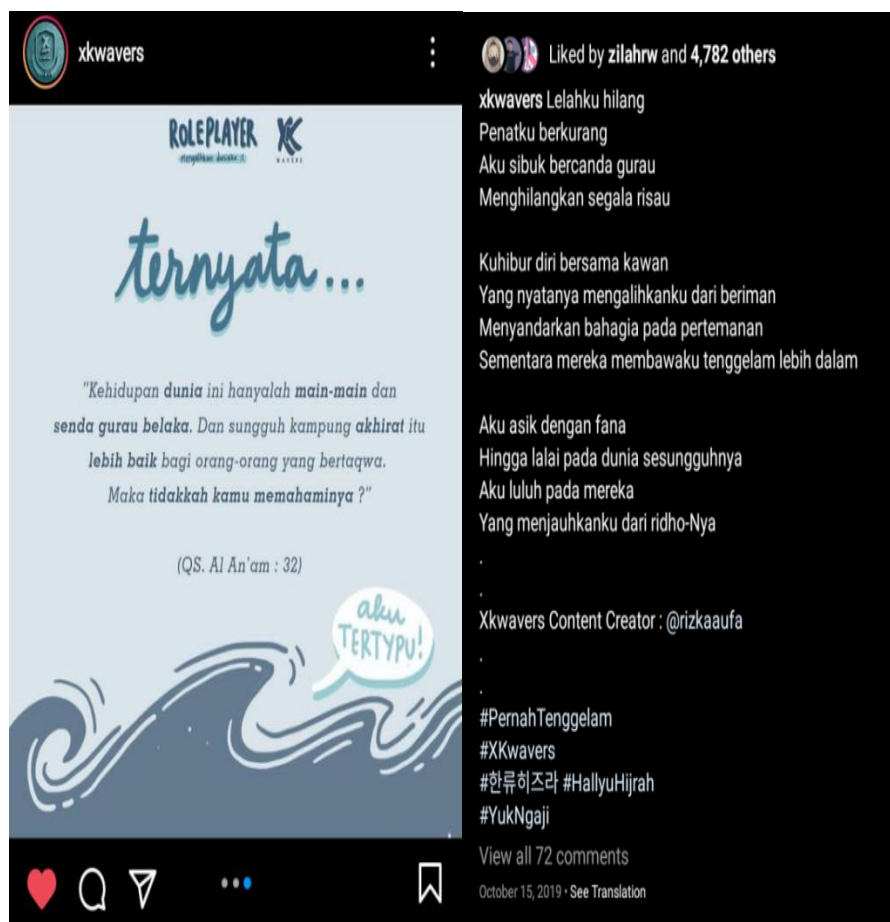 xkwavers
ROLEPLAYER
mengalihkan duniaku :(
XK
WAVERS
ternyata...
"Kehidupan dunia ini hanyalah main-main dan
senda gurau belaka. Dan sungguh kampung akhirat itu
lebih baik bagi orang-orang yang bertaqwa.
Maka tidakkah kamu memahaminya ?"
(QS. Al An'am : 32)
aku
TERTYPU!
Liked by zilahrw and 4,782 others
xkwavers Lelahku hilang
Penatku berkurang
Aku sibuk bercanda gurau
Menghilangkan segala risau
Kuhibur diri bersama kawan
Yang nyatanya mengalihkanku dari beriman
Menyandarkan bahagia pada pertemanan
Sementara mereka membawaku tenggelam lebih dalam
Aku asik dengan fana
Hingga lalai pada dunia sesungguhnya
Aku luluh pada mereka
Yang menjauhkanku dari ridho-Nya
.
.
Xkwavers Content Creator : @rizkaaufa
.
.
#PernahTenggelam
#XKwavers
#한류히즈라 #HallyuHijrah
#YukNgaji
View all 72 comments
October 15, 2019 • See Translation